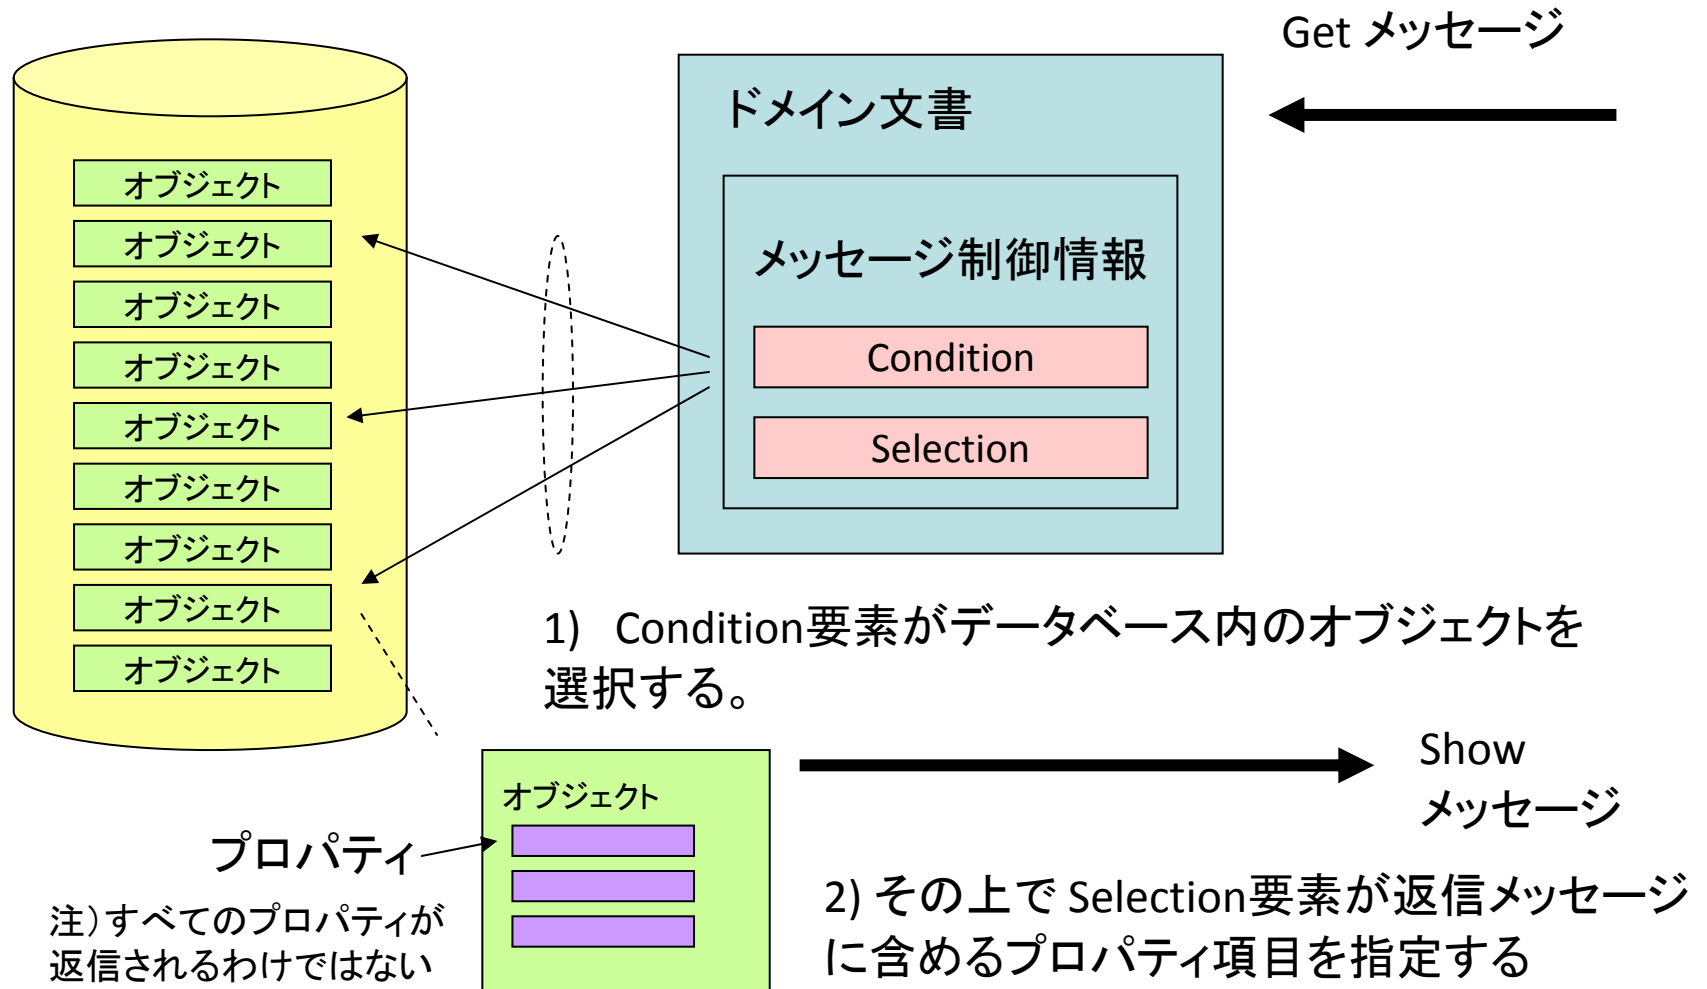 Get メッセージ
ドメイン文書
メッセージ制御情報
Condition
Selection
オブジェクト
オブジェクト
オブジェクト
オブジェクト
オブジェクト
オブジェクト
オブジェクト
オブジェクト
オブジェクト
1) Condition要素がデータベース内のオブジェクトを
選択する。
Show
メッセージ
オブジェクト
プロパティ
注）すべてのプロパティが
返信されるわけではない
2) その上で Selection要素が返信メッセージ
に含めるプロパティ項目を指定する